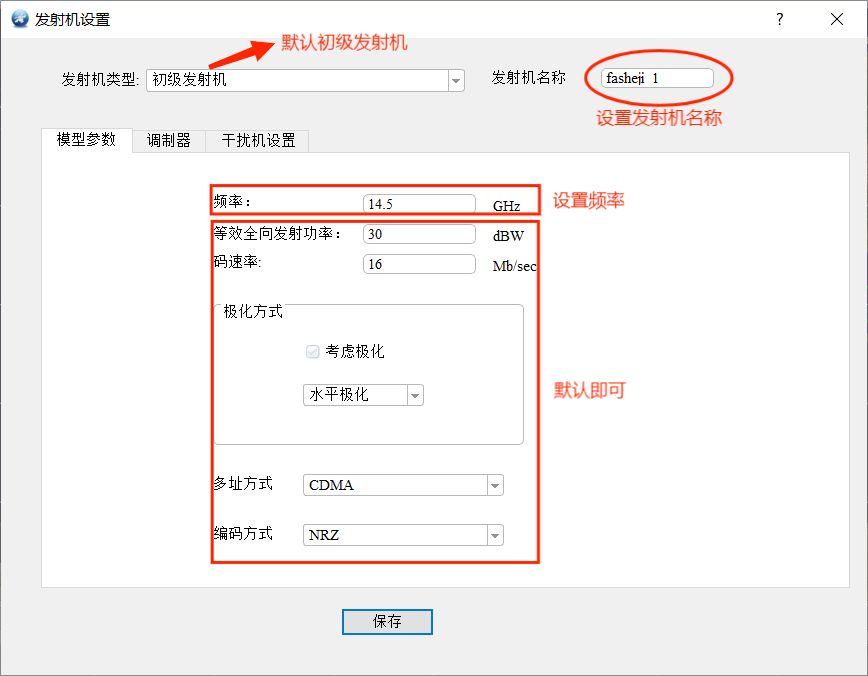 发射机设置
默认初级发射机
发射机类型: 初级发射机 发射机名称 fasheji_1
设置发射机名称
模型参数 调制器 干扰机设置
频率： 14.5 GHz 设置频率
等效全向发射功率： 30 dBW
码速率: 16 Mb/sec
极化方式
考虑极化
水平极化
默认即可
多址方式 CDMA
编码方式 NRZ
保存